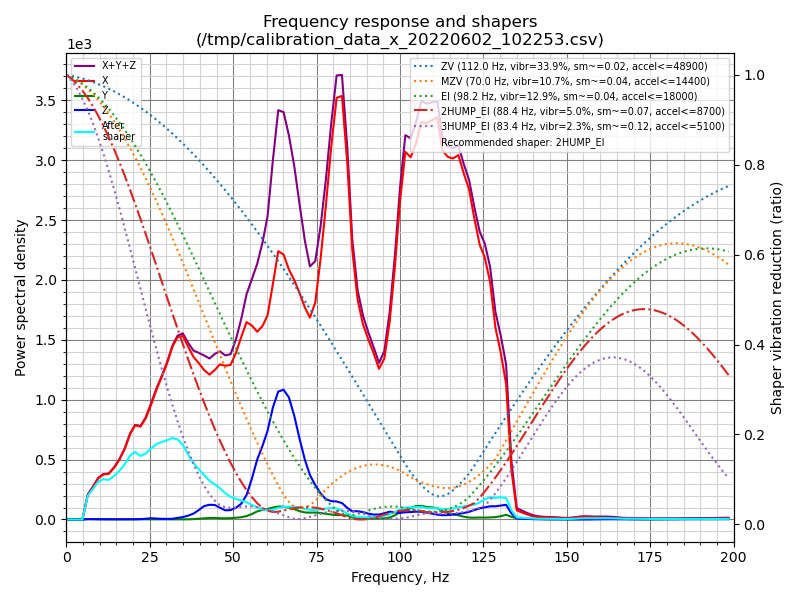 Frequency response and shapers
(/tmp/calibration_data_x_20220602_102253.csv)
1e3
X+Y+Z
X
Y
Z
After
shaper
ZV (112.0 Hz, vibr=33.9%, sm~=0.02, accel<=48900)
MZV (70.0 Hz, vibr=10.7%, sm~=0.04, accel<=14400)
EI (98.2 Hz, vibr=12.9%, sm~=0.04, accel<=18000)
2HUMP_EI (88.4 Hz, vibr=5.0%, sm~=0.07, accel<=8700)
3HUMP_EI (83.4 Hz, vibr=2.3%, sm~=0.12, accel<=5100)
Recommended shaper: 2HUMP_EI
Power spectral density
3.5
3.0
2.5
2.0
1.5
1.0
0.5
0.0
1.0
0.8
0.6
0.4
0.2
0.0
Shaper vibration reduction (ratio)
0 25 50 75 100 125 150 175 200
Frequency, Hz